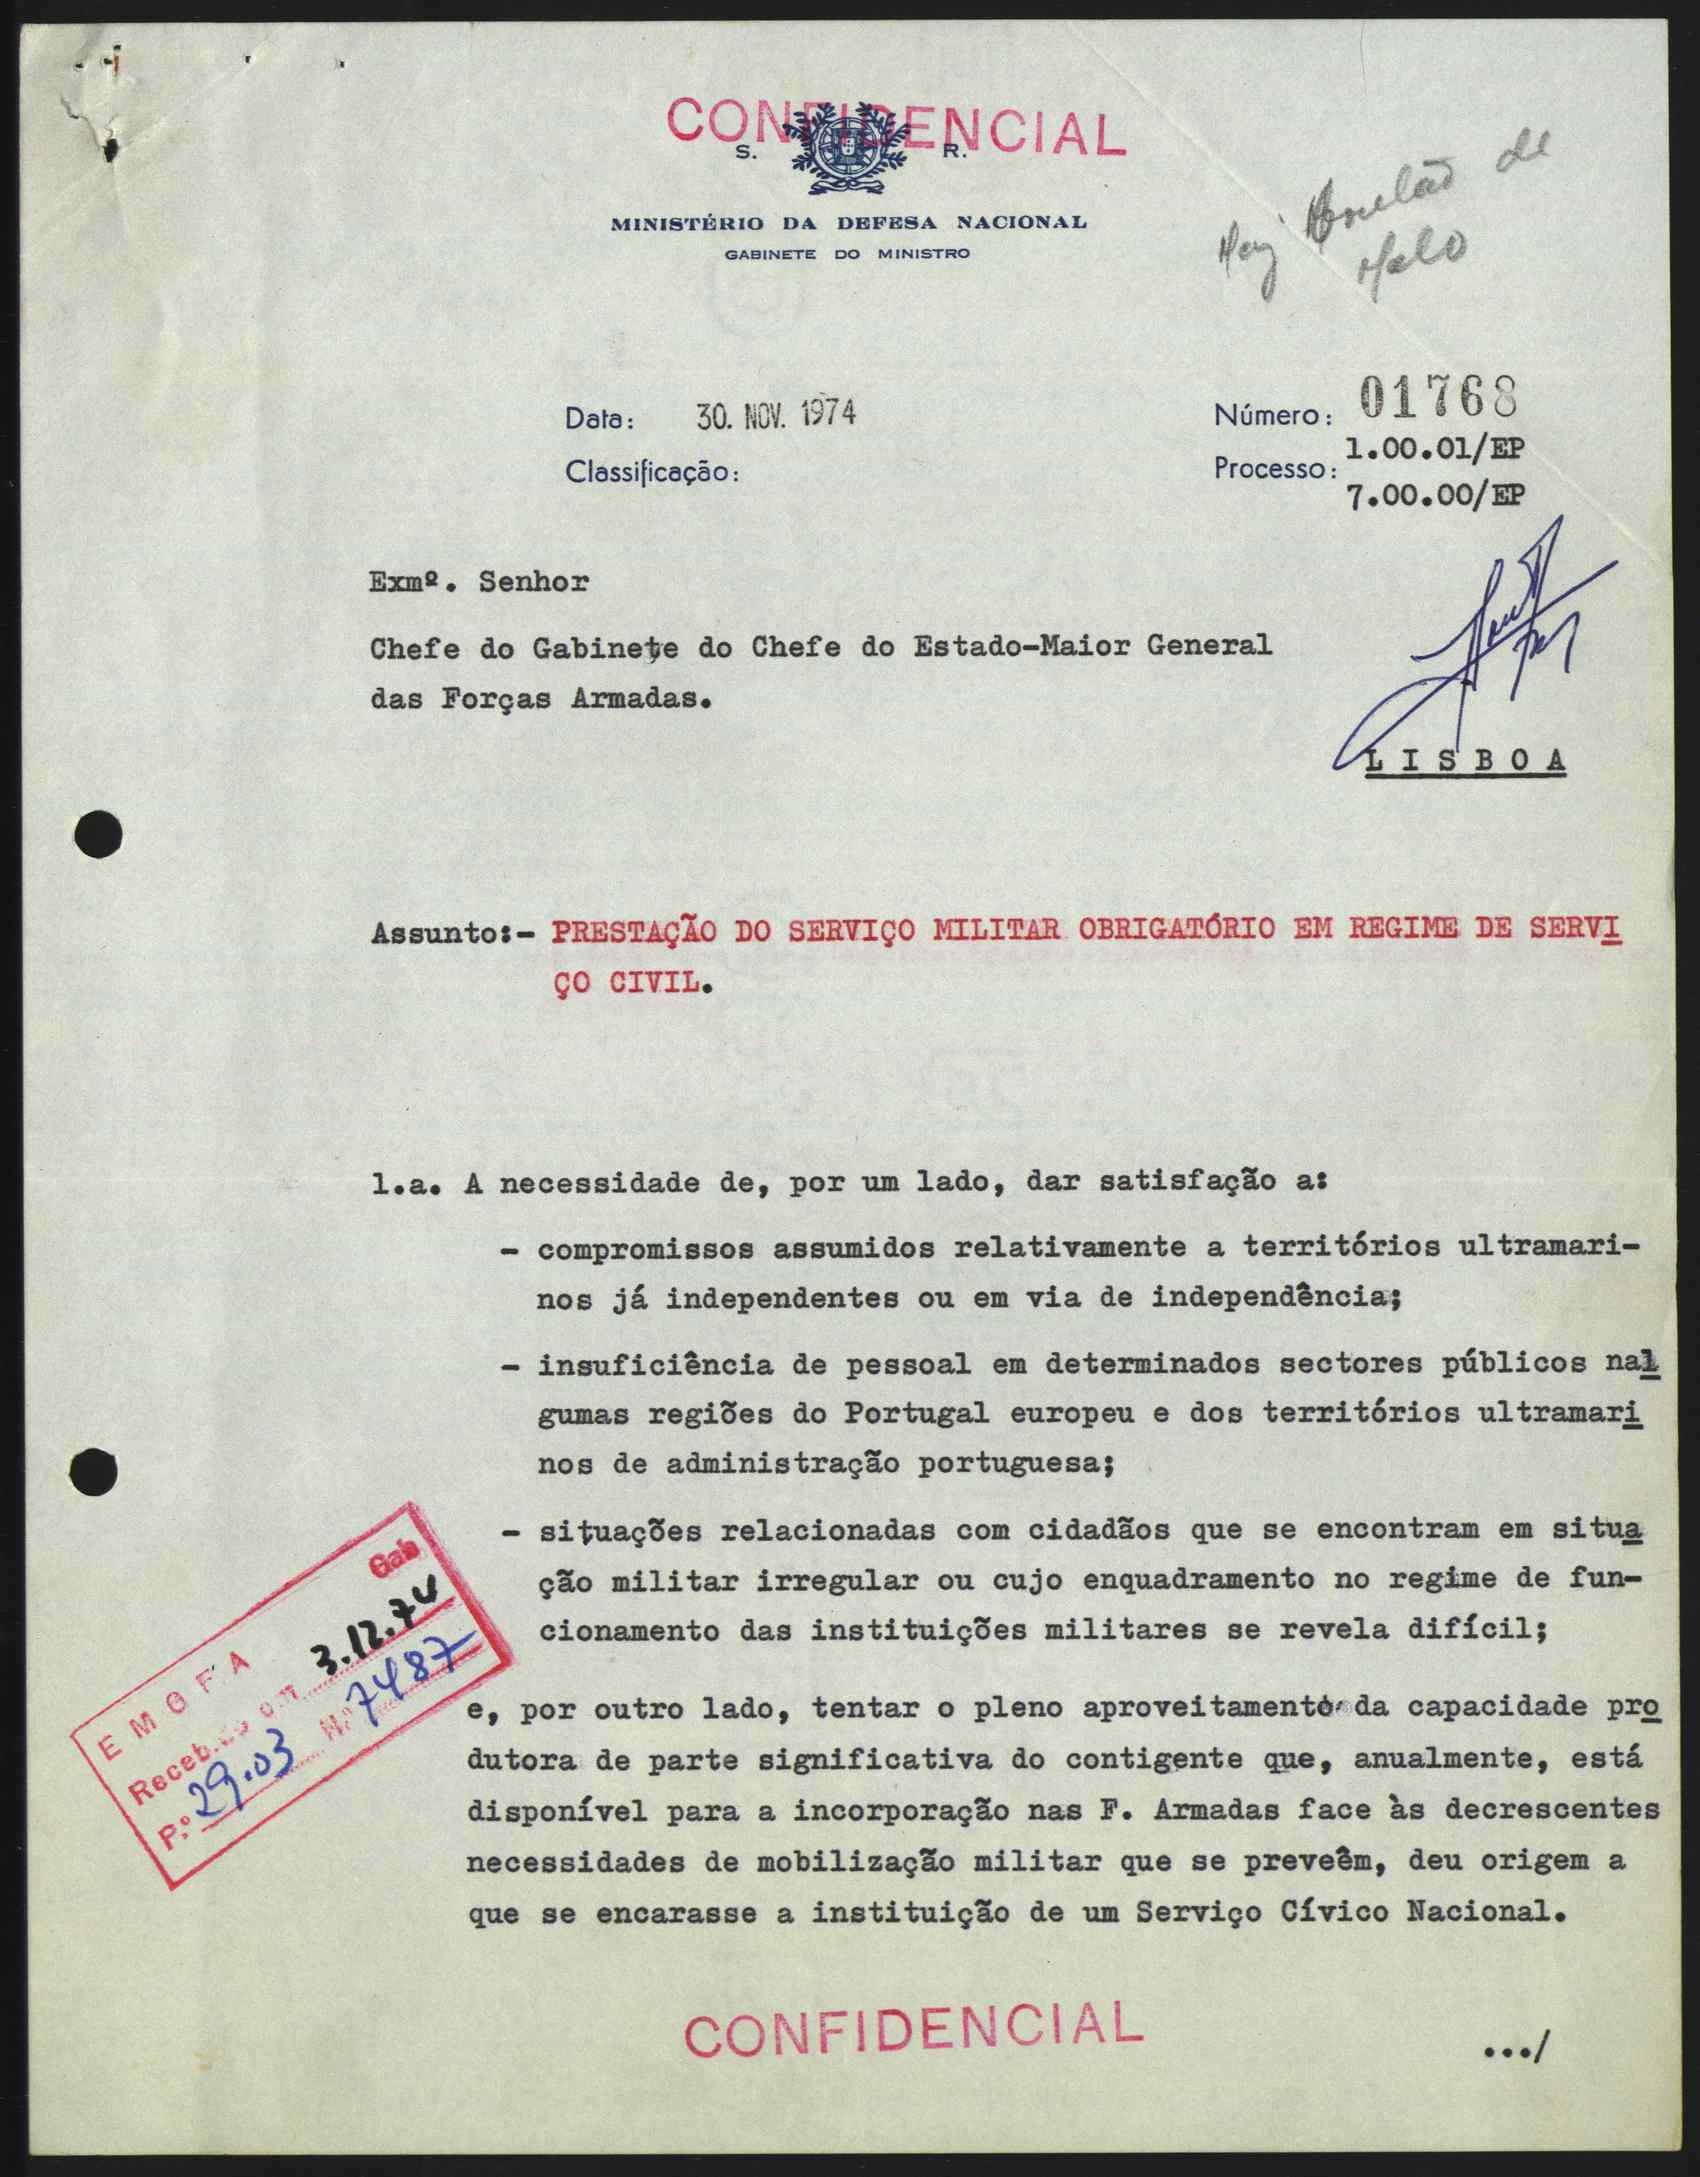 CONFIDENCIAL
S. R.
MINISTÉRIO DA DEFESA NACIONAL
GABINETE DO MINISTRO
de
Melo
Data: 30. NOV. 1974
Número: 01768
Classificação:
Processo: 1.00.01/EP
7.00.00/EP
Exmº. Senhor
Chefe do Gabinete do Chefe do Estado-Maior General
das Forças Armadas.
LISBOA
Assunto:- PRESTAÇÃO DO SERVIÇO MILITAR OBRIGATÓRIO EM REGIME DE SERVI
ÇO CIVIL.
1.a. A necessidade de, por um lado, dar satisfação a:
- compromissos assumidos relativamente a territórios ultramari-
nos já independentes ou em via de independência;
- insuficiência de pessoal em determinados sectores públicos nal
gumas regiões do Portugal europeu e dos territórios ultramari
nos de administração portuguesa;
- situações relacionadas com cidadãos que se encontram em situa
ção militar irregular ou cujo enquadramento no regime de fun-
cionamento das instituições militares se revela difícil;
e, por outro lado, tentar o pleno aproveitamento da capacidade pro
dutora de parte significativa do contigente que, anualmente, está
disponível para a incorporação nas F. Armadas face às decrescentes
necessidades de mobilização militar que se preveêm, deu origem a
que se encarasse a instituição de um Serviço Cívico Nacional.
Gab
EMGFA
Recebido em 3.12.74
P.º 29.03 Nº 7487
CONFIDENCIAL
.../